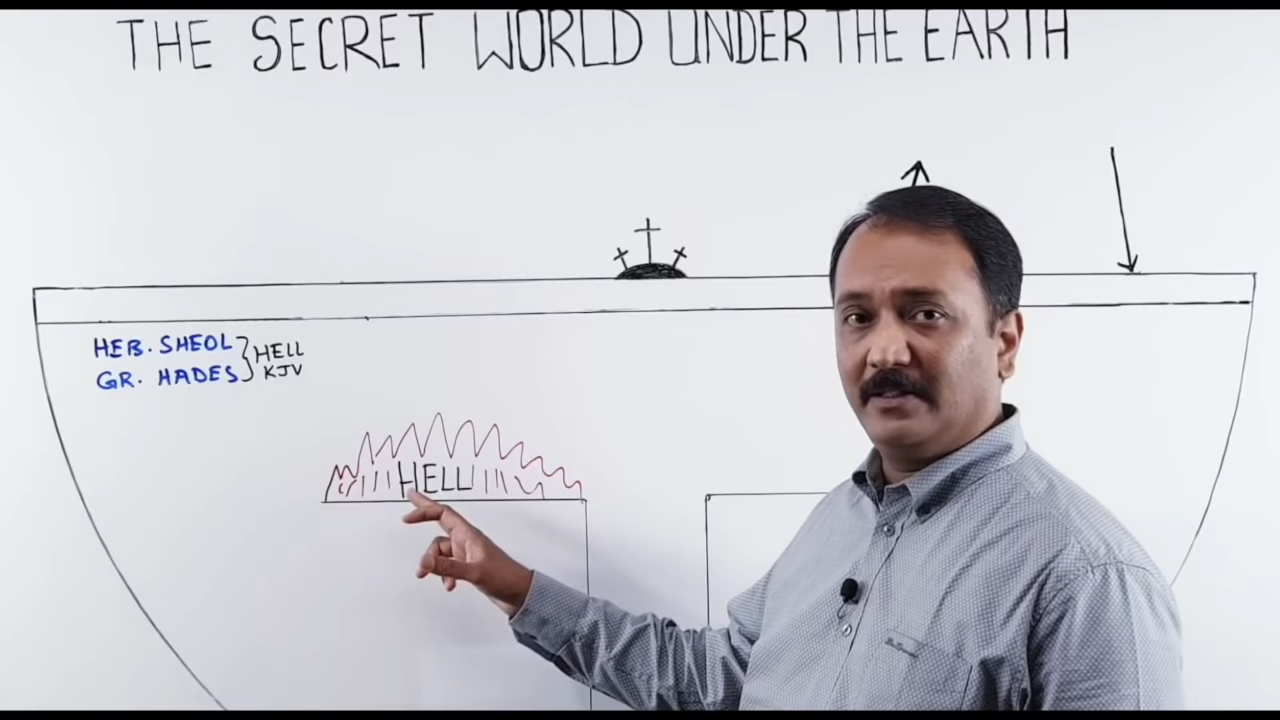 THE SECRET WORLD UNDER THE EARTH
HEB. SHEOL
GR. HADES
HELL
KJV
HELL